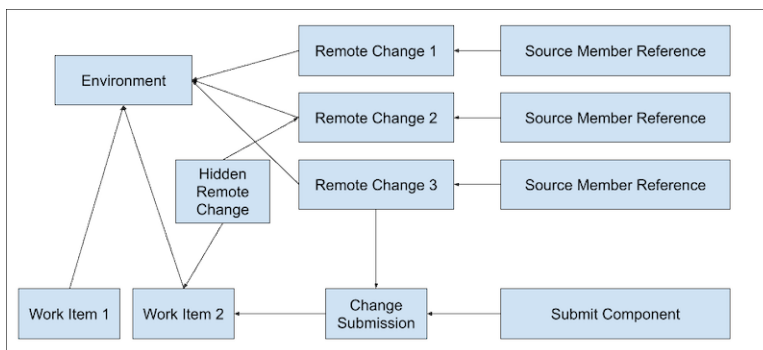 Remote Change 1
Source Member Reference
Environment
Remote Change 2
Source Member Reference
Hidden
Remote
Change
Remote Change 3
Source Member Reference
Work Item 1
Work Item 2
Change
Submission
Submit Component